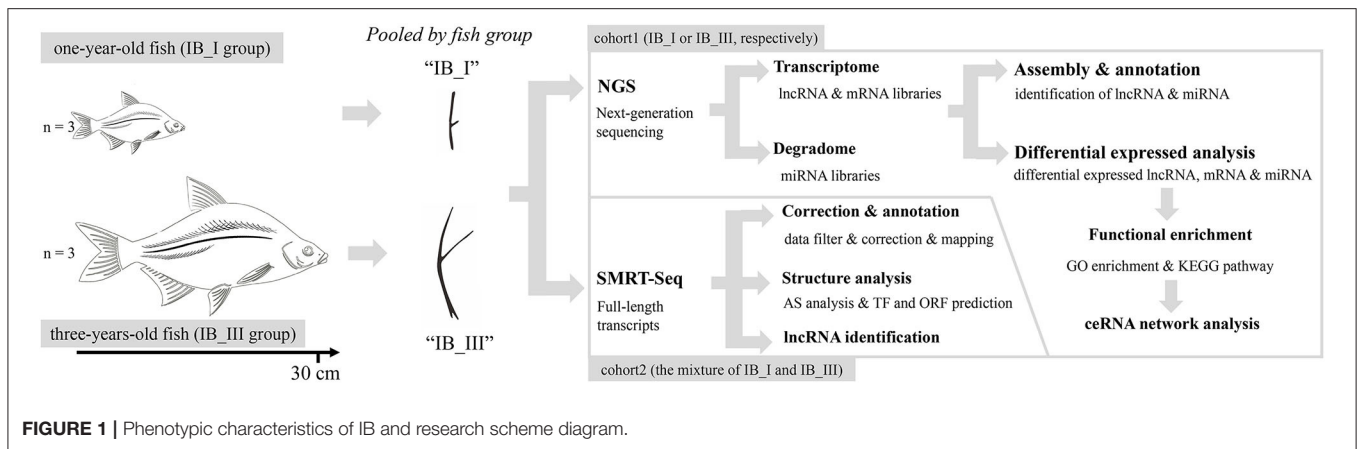 one-year-old fish (IB_I group)
n = 3
n = 3
three-years-old fish (IB_III group)
30 cm
Pooled by fish group
“IB_I”
“IB_III”
cohort1 (IB_I or IB_III, respectively)
NGS
Next-generation
sequencing
Transcriptome
lncRNA & mRNA libraries
Degradome
miRNA libraries
Assembly & annotation
identification of lncRNA & miRNA
Differential expressed analysis
differential expressed lncRNA, mRNA & miRNA
Functional enrichment
GO enrichment & KEGG pathway
ceRNA network analysis
SMRT-Seq
Full-length
transcripts
Correction & annotation
data filter & correction & mapping
Structure analysis
AS analysis & TF and ORF prediction
lncRNA identification
cohort2 (the mixture of IB_I and IB_III)
FIGURE 1 | Phenotypic characteristics of IB and research scheme diagram.